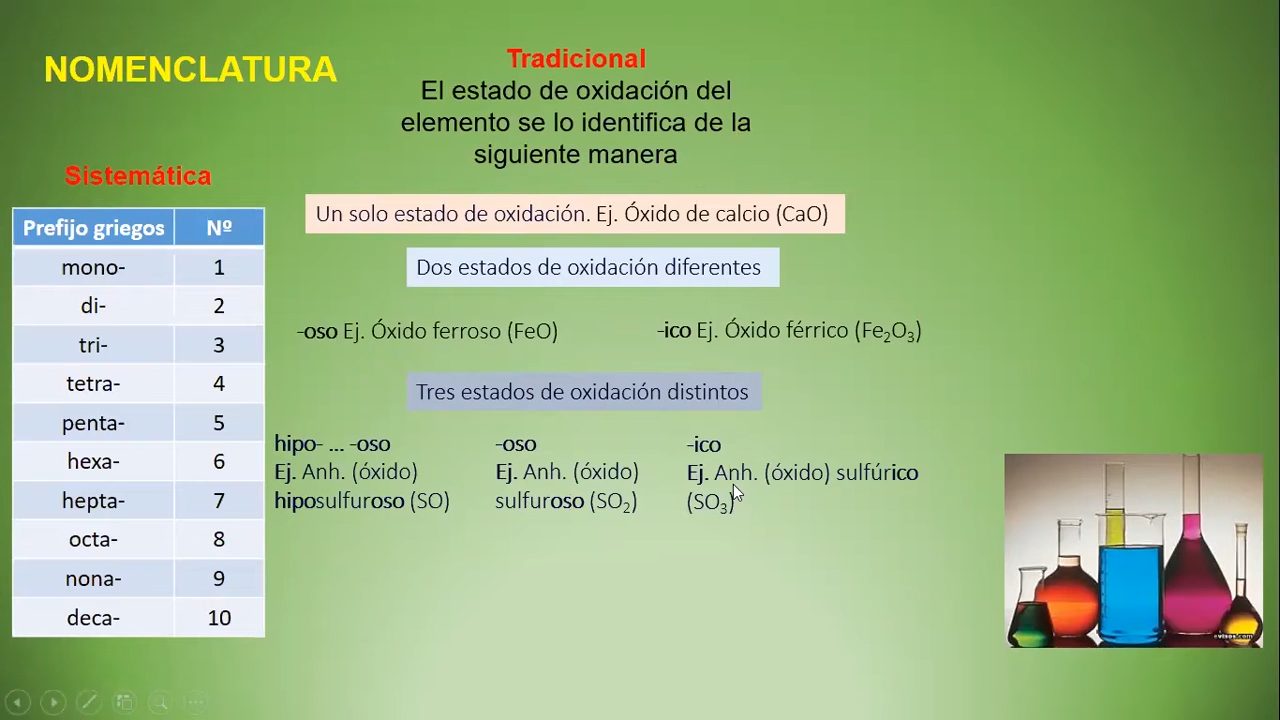 NOMENCLATURA
Tradicional
El estado de oxidación del
elemento se lo identifica de la
siguiente manera
Sistemática
Prefijo griegos Nº
mono- 1
di- 2
tri- 3
tetra- 4
penta- 5
hexa- 6
hepta- 7
octa- 8
nona- 9
deca- 10
Un solo estado de oxidación. Ej. Óxido de calcio (CaO)
Dos estados de oxidación diferentes
-oso Ej. Óxido ferroso (FeO)
-ico Ej. Óxido férrico (Fe₂O₃)
Tres estados de oxidación distintos
hipo- ... -oso
Ej. Anh. (óxido)
hiposulfuroso (SO)
-oso
Ej. Anh. (óxido)
sulfuroso (SO₂)
-ico
Ej. Anh. (óxido) sulfúrico
(SO₃)